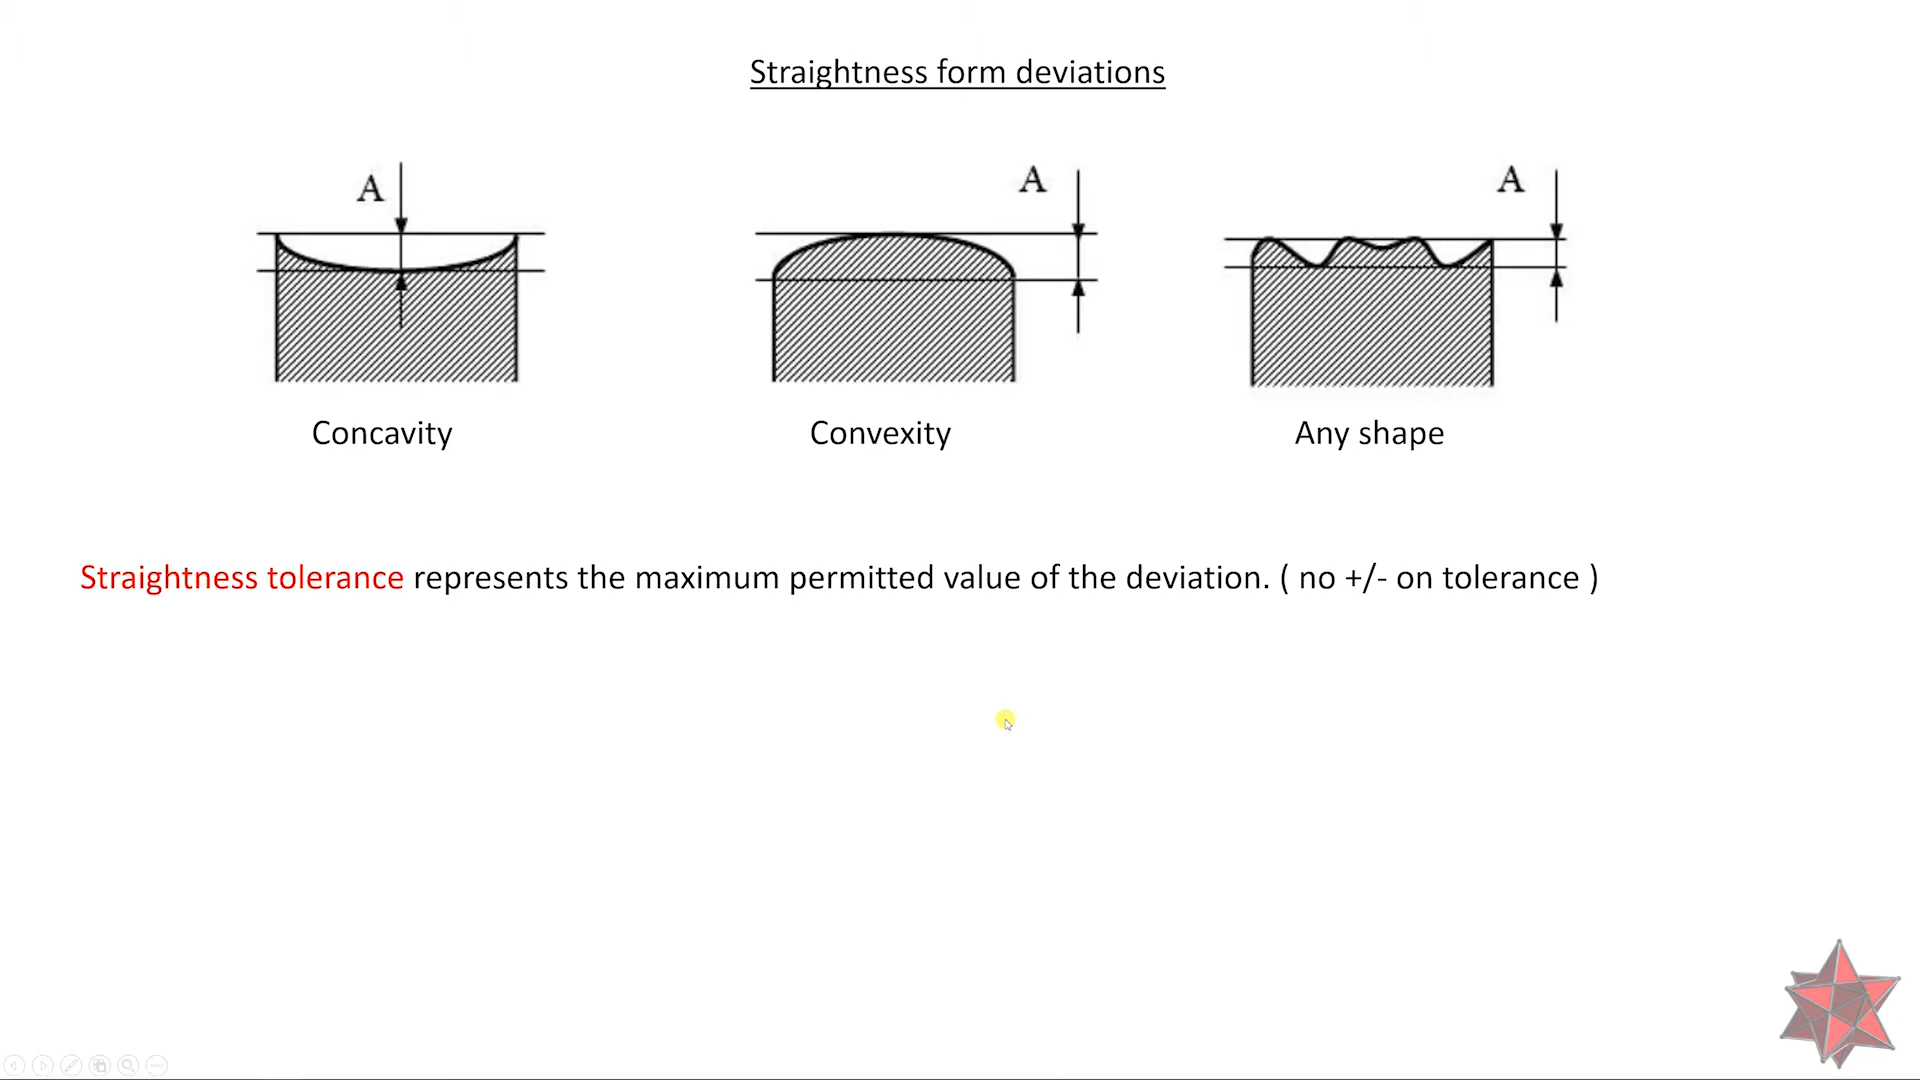 Straightness form deviations
A
A
A
Concavity
Convexity
Any shape
Straightness tolerance represents the maximum permitted value of the deviation. ( no +/- on tolerance )